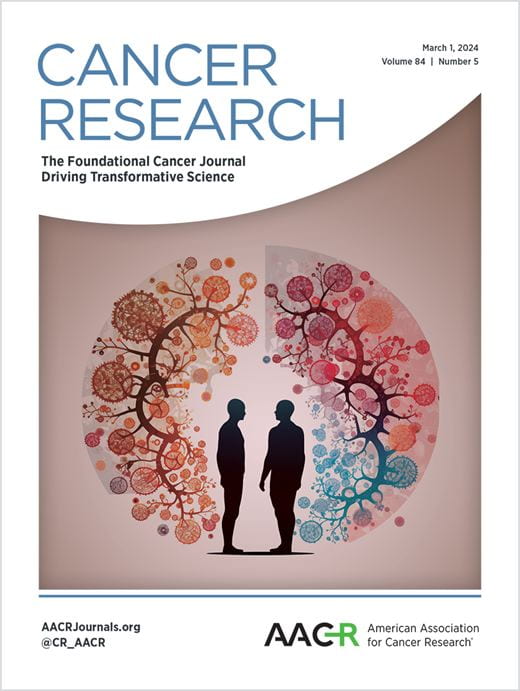 CANCER
RESEARCH
March 1, 2024
Volume 84 | Number 5
The Foundational Cancer Journal
Driving Transformative Science
AACRJournals.org
@CR_AACR
AACR
American Association
for Cancer Research®